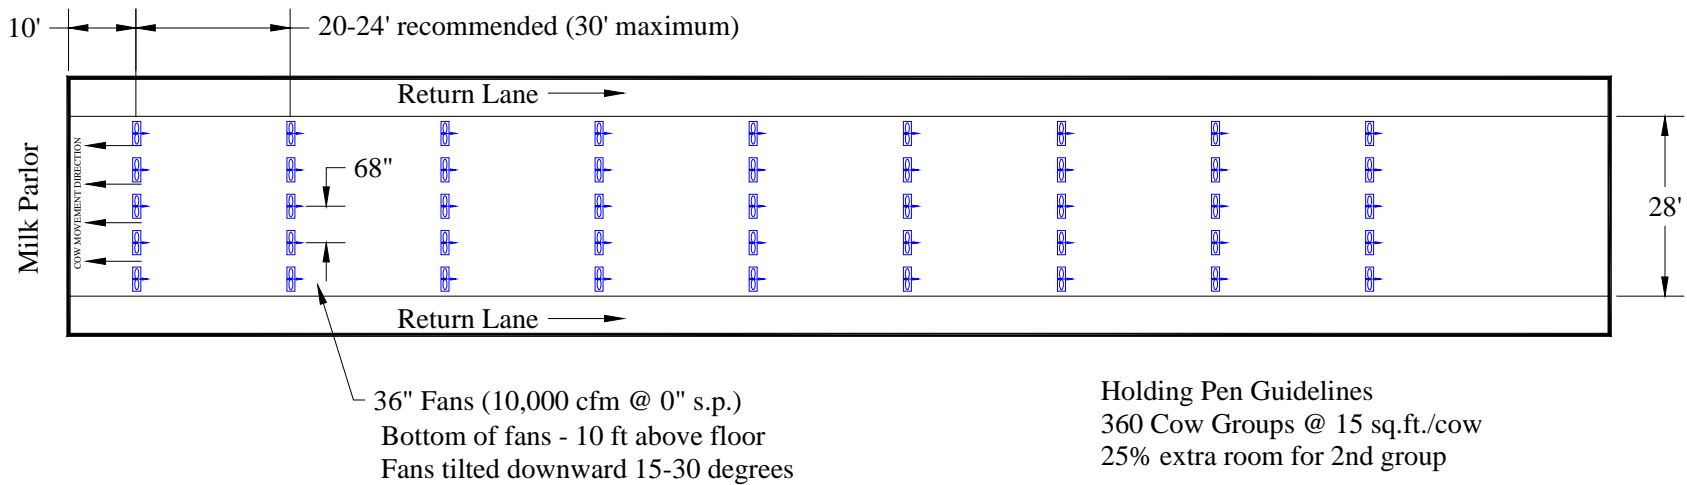 10'
20-24' recommended (30' maximum)
Return Lane
Milk Parlor
COW MOVEMENT DIRECTION
68"
28'
Return Lane
36" Fans (10,000 cfm @ 0" s.p.)
Bottom of fans - 10 ft above floor
Fans tilted downward 15-30 degrees
Holding Pen Guidelines
360 Cow Groups @ 15 sq.ft./cow
25% extra room for 2nd group